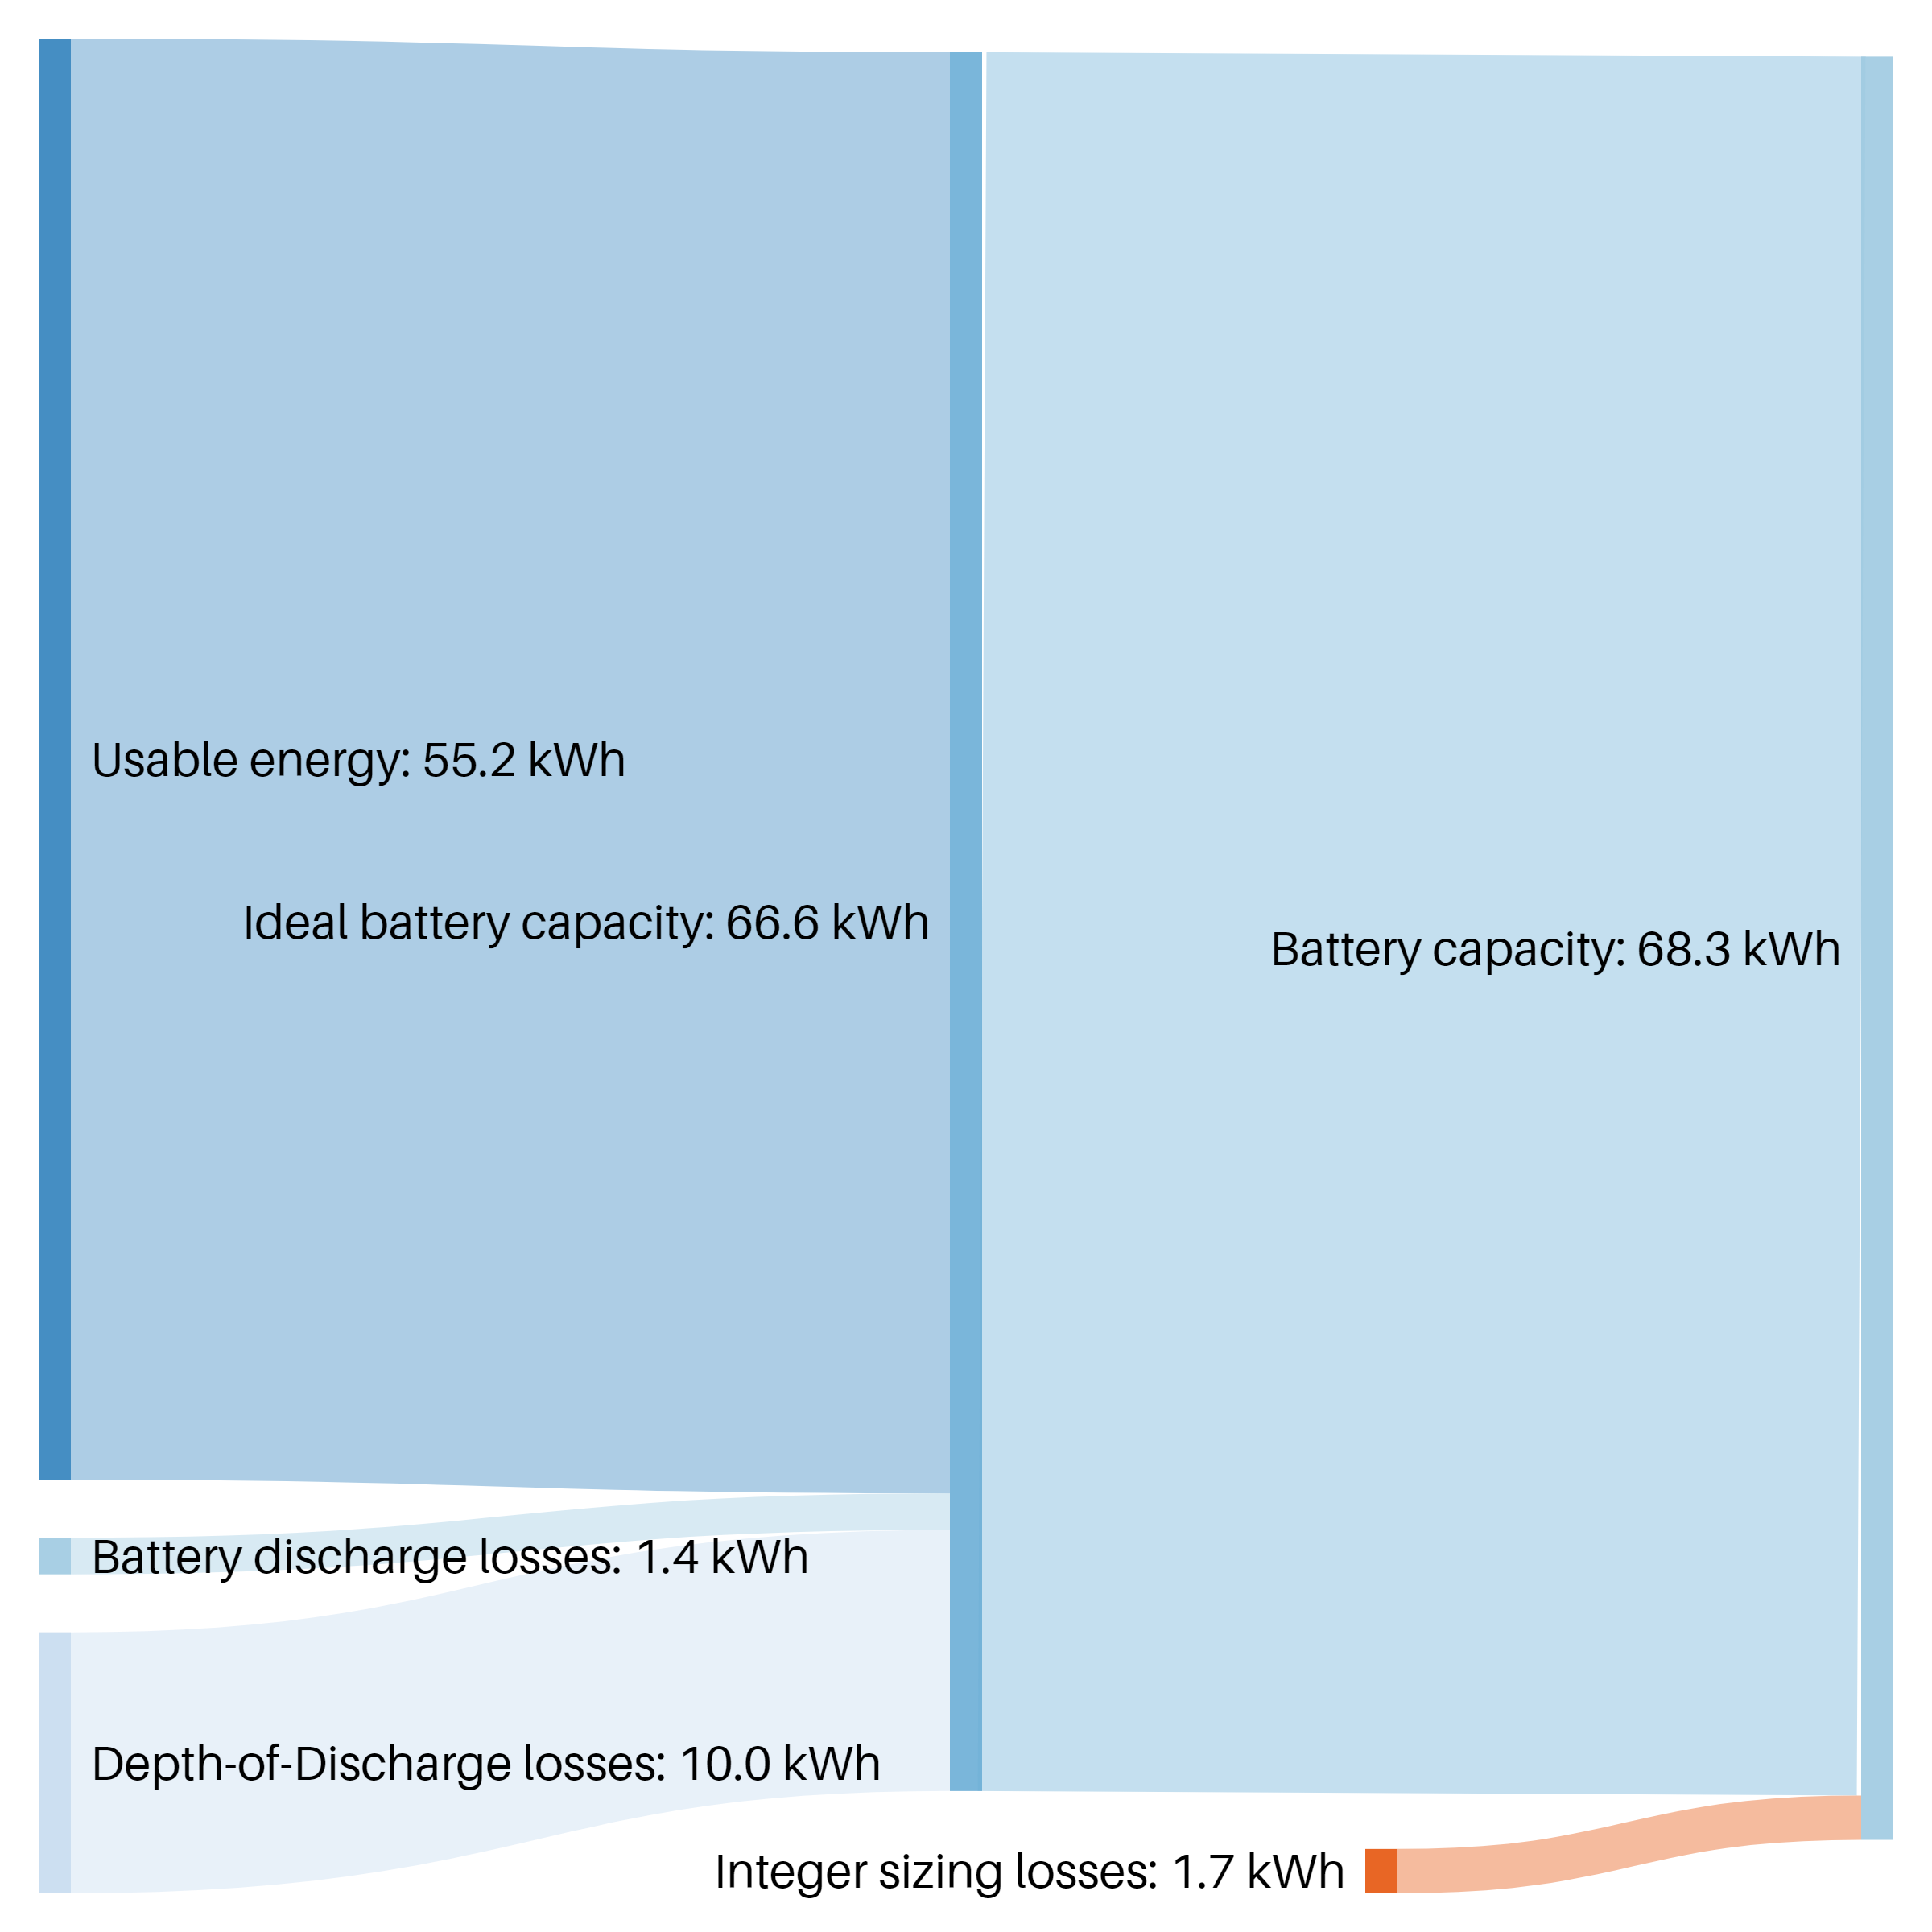 Usable energy: 55.2 kWh
Ideal battery capacity: 66.6 kWh
Battery capacity: 68.3 kWh
Battery discharge losses: 1.4 kWh
Depth-of-Discharge losses: 10.0 kWh
Integer sizing losses: 1.7 kWh